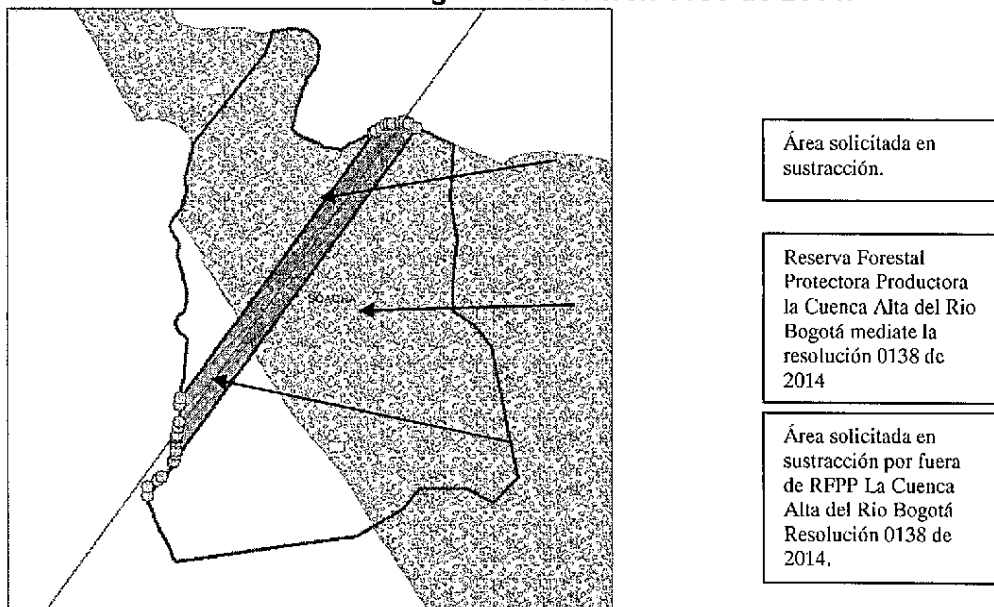 de
SOACHA
Área solicitada en
sustracción.
Reserva Forestal
Protectora Productora
la Cuenca Alta del Rio
Bogotá mediate la
resolución 0138 de
2014
Área solicitada en
sustracción por fuera
de RFPP La Cuenca
Alta del Rio Bogotá
Resolución 0138 de
2014.